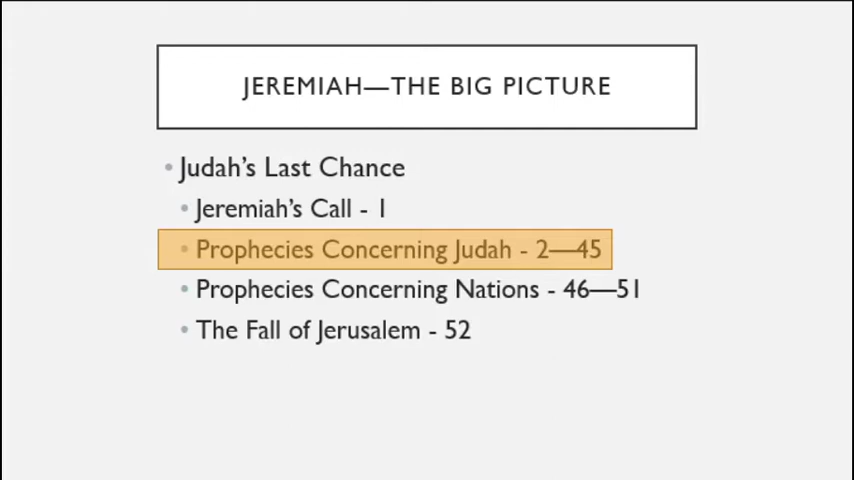 JEREMIAH—THE BIG PICTURE
• Judah's Last Chance
• Jeremiah's Call - 1
• Prophecies Concerning Judah - 2—45
• Prophecies Concerning Nations - 46—51
• The Fall of Jerusalem - 52